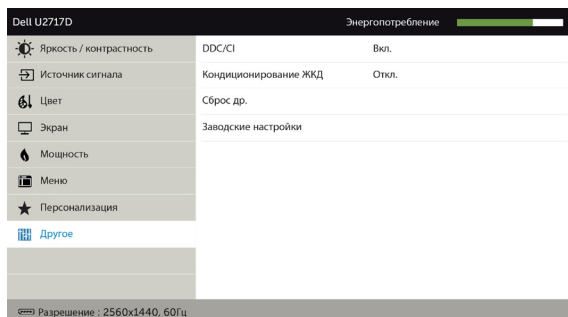 Dell U2717D Энергопотребление
Яркость / контрастность DDC/CI Вкл.
Источник сигнала Кондиционирование ЖКД Откл.
Цвет Сброс др.
Экран Заводские настройки
Мощность
Меню
Персонализация
Другое
Разрешение : 2560x1440, 60Гц